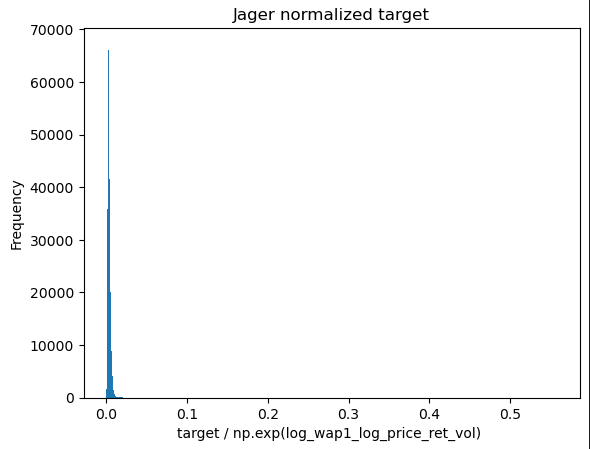 Jager normalized target
70000
60000
50000
40000
30000
20000
10000
0
Frequency
0.0 0.1 0.2 0.3 0.4 0.5
target / np.exp(log_wap1_log_price_ret_vol)